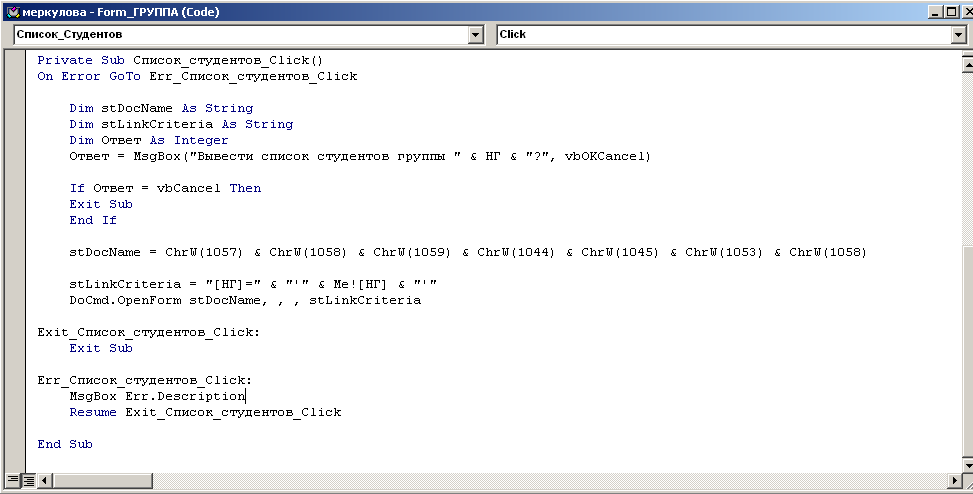 меркулова - Form_ГРУППА (Code)
Список_Студентов
Click
Private Sub Список_студентов_Click()
On Error GoTo Err_Список_студентов_Click
Dim stDocName As String
Dim stLinkCriteria As String
Dim Ответ As Integer
Ответ = MsgBox("Вывести список студентов группы " & НГ & "?", vbOKCancel)
If Ответ = vbCancel Then
Exit Sub
End If
stDocName = ChrW(1057) & ChrW(1058) & ChrW(1059) & ChrW(1044) & ChrW(1045) & ChrW(1053) & ChrW(1058)
stLinkCriteria = "[НГ]=" & "'" & Me![НГ] & "'"
DoCmd.OpenForm stDocName, , , stLinkCriteria
Exit_Список_студентов_Click:
Exit Sub
Err_Список_студентов_Click:
MsgBox Err.Description
Resume Exit_Список_студентов_Click
End Sub